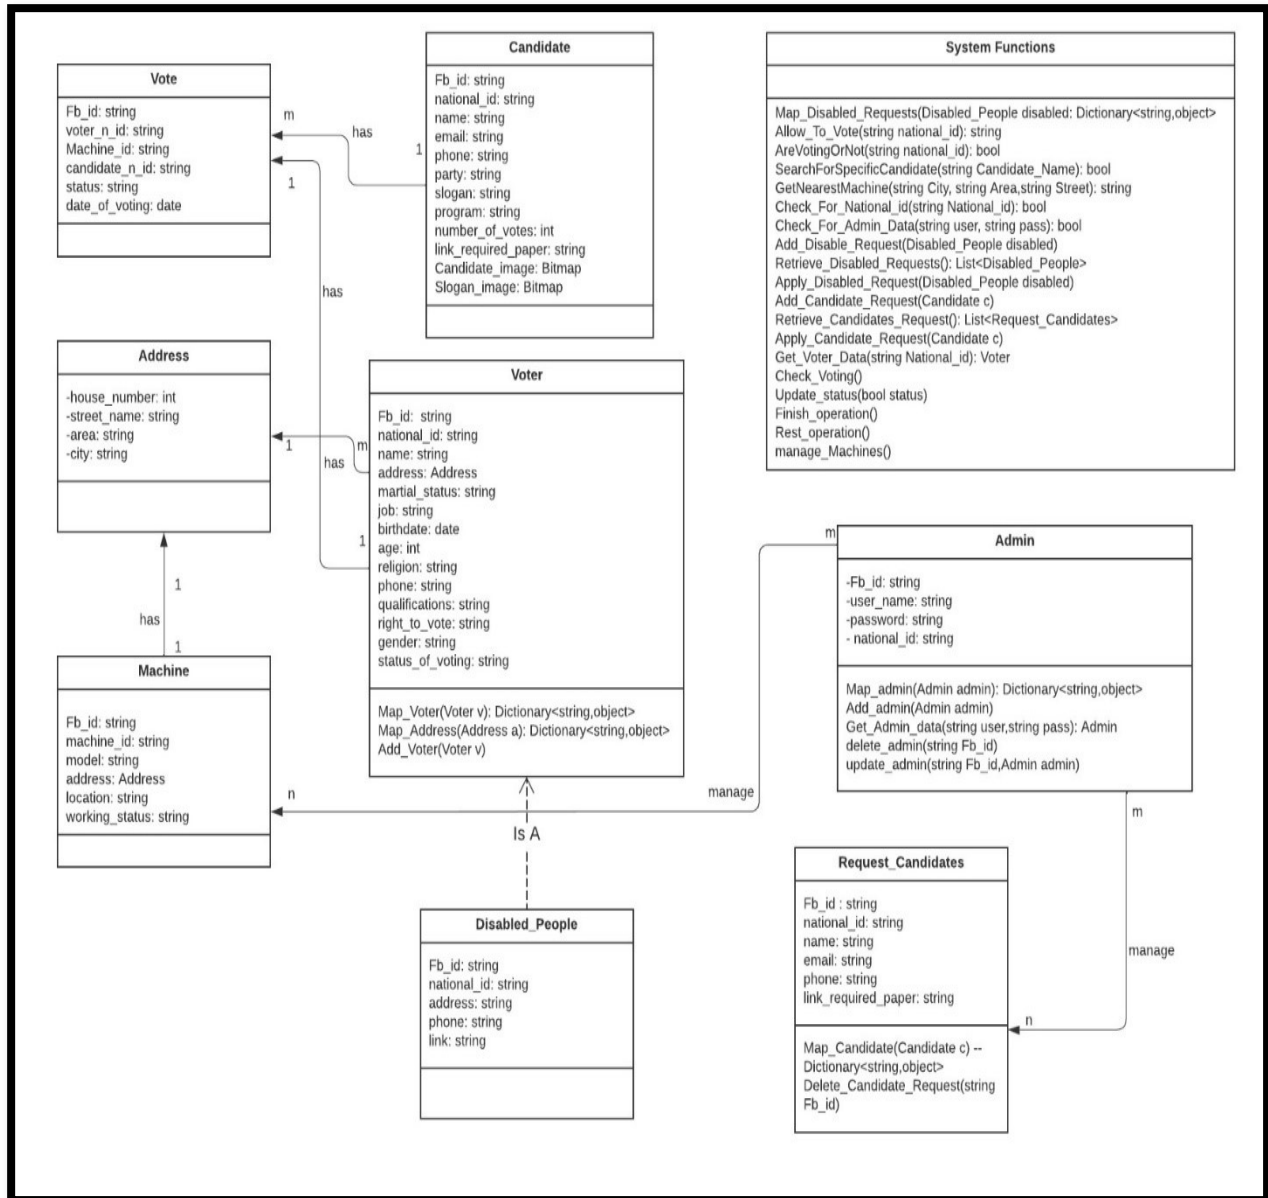 Vote
Fb_id: string
voter_n_id: string
Machine_id: string
candidate_n_id: string
status: string
date_of_voting: date
m
has
1
1
has
Candidate
Fb_id: string
national_id: string
name: string
email: string
phone: string
party: string
slogan: string
program: string
number_of_votes: int
link_required_paper: string
Candidate_image: Bitmap
Slogan_image: Bitmap
System Functions
Map_Disabled_Requests(Disabled_People disabled: Dictionary<string,object>
Allow_To_Vote(string national_id): string
AreVotingOrNot(string national_id): bool
SearchForSpecificCandidate(string Candidate_Name): bool
GetNearestMachine(string City, string Area,string Street): string
Check_For_National_id(string National_id): bool
Check_For_Admin_Data(string user, string pass): bool
Add_Disable_Request(Disabled_People disabled)
Retrieve_Disabled_Requests(): List<Disabled_People>
Apply_Disabled_Request(Disabled_People disabled)
Add_Candidate_Request(Candidate c)
Retrieve_Candidates_Request(): List<Request_Candidates>
Apply_Candidate_Request(Candidate c)
Get_Voter_Data(string National_id): Voter
Check_Voting()
Update_status(bool status)
Finish_operation()
Rest_operation()
manage_Machines()
Address
-house_number: int
-street_name: string
-area: string
-city: string
1
has
m
1
Voter
Fb_id: string
national_id: string
name: string
address: Address
martial_status: string
job: string
birthdate: date
age: int
religion: string
phone: string
qualifications: string
right_to_vote: string
gender: string
status_of_voting: string
Map_Voter(Voter v): Dictionary<string,object>
Map_Address(Address a): Dictionary<string,object>
Add_Voter(Voter v)
1
has
1
Machine
Fb_id: string
machine_id: string
model: string
address: Address
location: string
working_status: string
n
manage
m
Admin
-Fb_id: string
-user_name: string
-password: string
- national_id: string
Map_admin(Admin admin): Dictionary<string,object>
Add_admin(Admin admin)
Get_Admin_data(string user,string pass): Admin
delete_admin(string Fb_id)
update_admin(string Fb_id,Admin admin)
m
manage
n
Is A
Disabled_People
Fb_id: string
national_id: string
address: string
phone: string
link: string
Request_Candidates
Fb_id : string
national_id: string
name: string
email: string
phone: string
link_required_paper: string
Map_Candidate(Candidate c) --
Dictionary<string,object>
Delete_Candidate_Request(string
Fb_id)